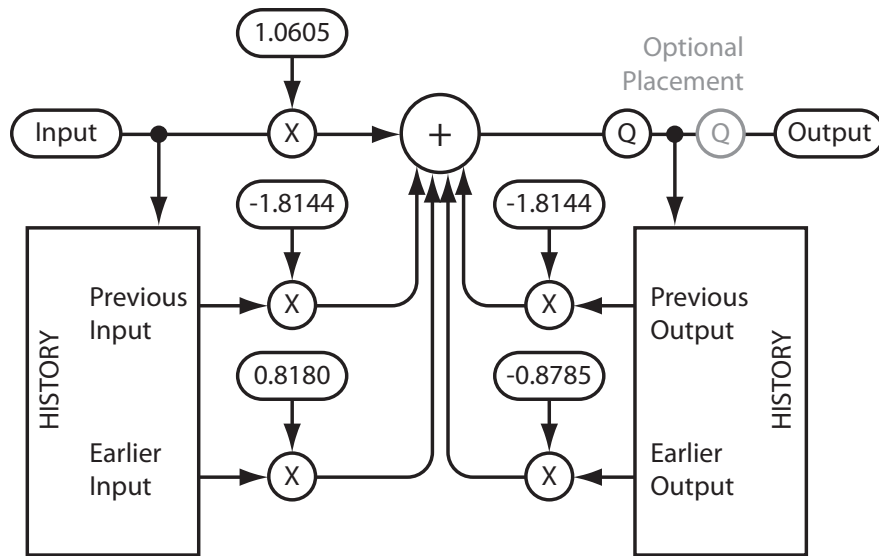 1.0605
Optional
Placement
Input
X
+
Q
Q
Output
-1.8144
-1.8144
HISTORY
Previous
Input
X
X
Previous
Output
HISTORY
0.8180
-0.8785
Earlier
Input
X
X
Earlier
Output